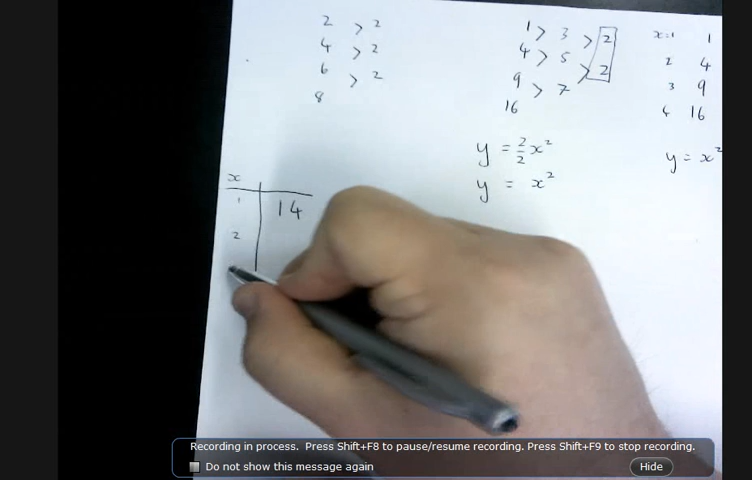 2 > 2
4 > 2
6 > 2
8
1 > 3 > 2
4 > 5 > 2
9 > 7
16
y = 2/2 x²
y = x²
x=1 1
2 4
3 9
4 16
y = x²
x
1 14
2
Recording in process. Press Shift+F8 to pause/resume recording. Press Shift+F9 to stop recording.
Do not show this message again
Hide